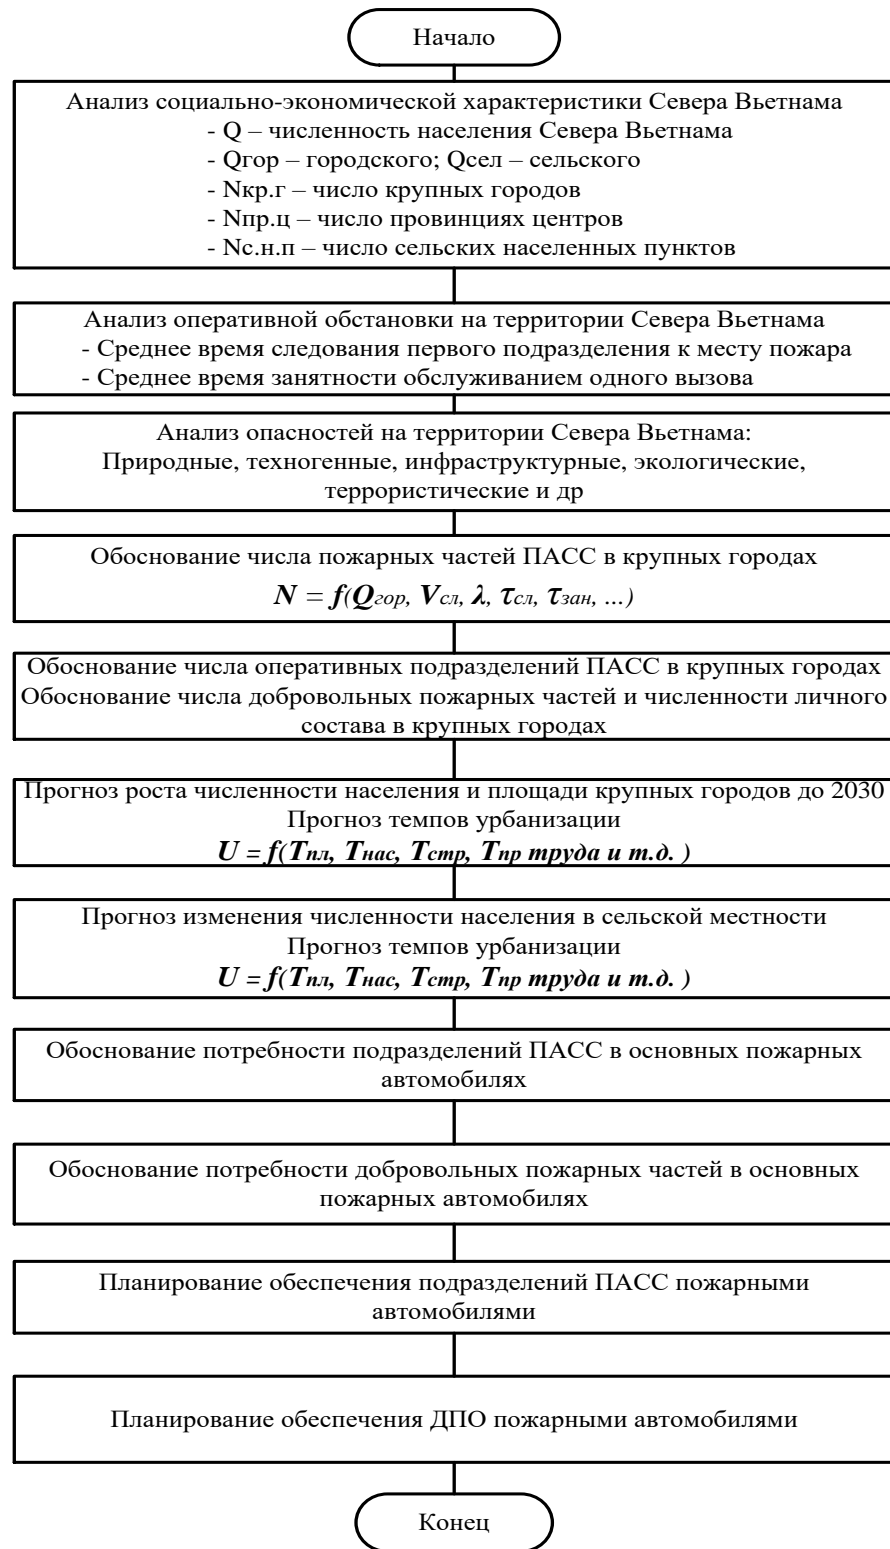 Начало
Анализ социально-экономической характеристики Севера Вьетнама
- Q – численность населения Севера Вьетнама
- Qгор – городского; Qсел – сельского
- Nкр.г – число крупных городов
- Nпр.ц – число провинциях центров
- Nс.н.п – число сельских населенных пунктов
Анализ оперативной обстановки на территории Севера Вьетнама
- Среднее время следования первого подразделения к месту пожара
- Среднее время занятности обслуживанием одного вызова
Анализ опасностей на территории Севера Вьетнама:
Природные, техногенные, инфраструктурные, экологические,
террористические и др
Обоснование числа пожарных частей ПАСС в крупных городах
N = f(Qгор, Vсл, λ, τсл, τзан, ...)
Обоснование числа оперативных подразделений ПАСС в крупных городах
Обоснование числа добровольных пожарных частей и численности личного
состава в крупных городах
Прогноз роста численности населения и площади крупных городов до 2030
Прогноз темпов урбанизации
U = f(Tпл, Tнас, Tстр, Tпр труда и т.д. )
Прогноз изменения численности населения в сельской местности
Прогноз темпов урбанизации
U = f(Tпл, Tнас, Tстр, Tпр труда и т.д. )
Обоснование потребности подразделений ПАСС в основных пожарных
автомобилях
Обоснование потребности добровольных пожарных частей в основных
пожарных автомобилях
Планирование обеспечения подразделений ПАСС пожарными
автомобилями
Планирование обеспечения ДПО пожарными автомобилями
Конец